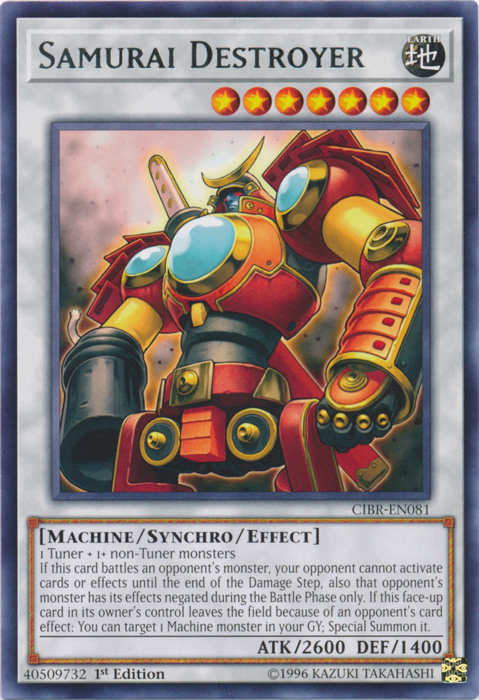 SAMURAI DESTROYER
EARTH
地
CIBR-EN081
[MACHINE/SYNCHRO/EFFECT]
1 Tuner + 1+ non-Tuner monsters
If this card battles an opponent's monster, your opponent cannot activate
cards or effects until the end of the Damage Step, also that opponent's
monster has its effects negated during the Battle Phase only. If this face-up
card in its owner's control leaves the field because of an opponent's card
effect: You can target 1 Machine monster in your GY; Special Summon it.
ATK/2600 DEF/1400
40509732 1st Edition ©1996 KAZUKI TAKAHASHI